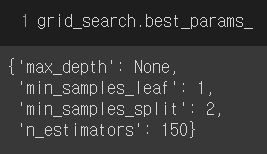 1 grid_search.best_params_
{'max_depth': None,
'min_samples_leaf': 1,
'min_samples_split': 2,
'n_estimators': 150}